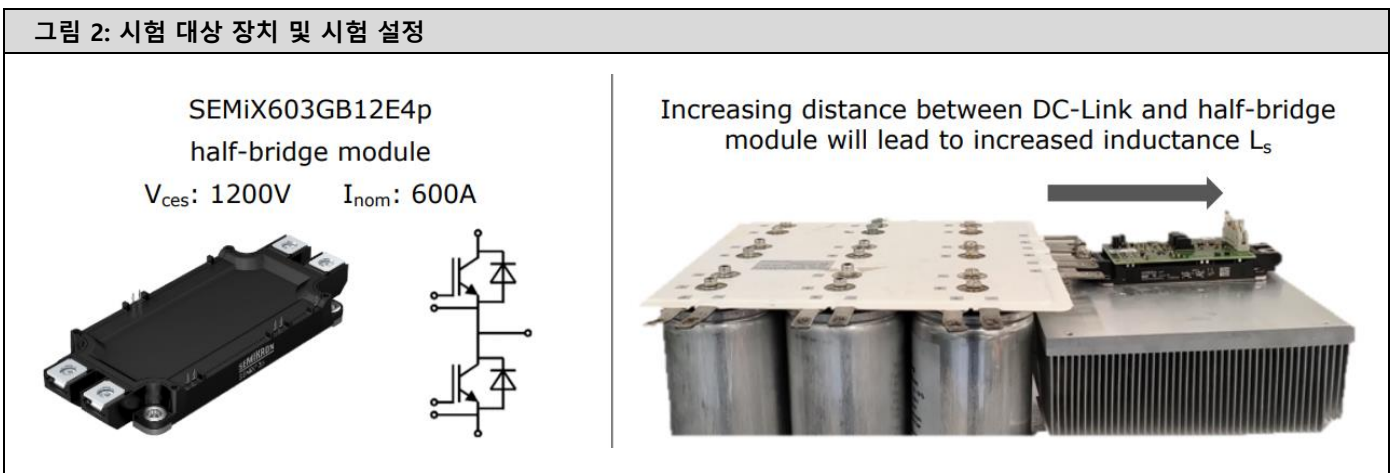 그림 2: 시험 대상 장치 및 시험 설정
SEMiX603GB12E4p
half-bridge module
Vces: 1200V Inom: 600A
Increasing distance between DC-Link and half-bridge
module will lead to increased inductance Ls
SEMIKRON